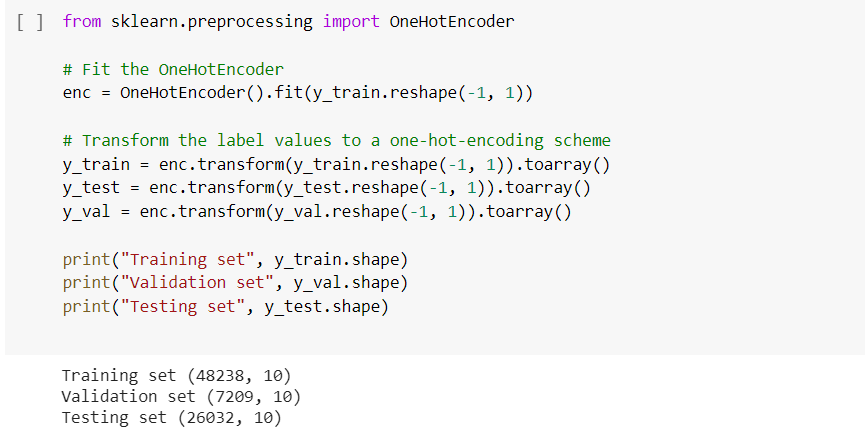 [ ] from sklearn.preprocessing import OneHotEncoder
# Fit the OneHotEncoder
enc = OneHotEncoder().fit(y_train.reshape(-1, 1))
# Transform the label values to a one-hot-encoding scheme
y_train = enc.transform(y_train.reshape(-1, 1)).toarray()
y_test = enc.transform(y_test.reshape(-1, 1)).toarray()
y_val = enc.transform(y_val.reshape(-1, 1)).toarray()
print("Training set", y_train.shape)
print("Validation set", y_val.shape)
print("Testing set", y_test.shape)
Training set (48238, 10)
Validation set (7209, 10)
Testing set (26032, 10)